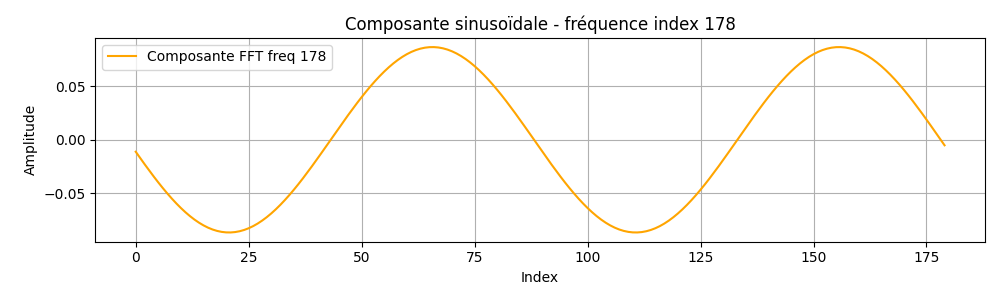 Composante sinusoïdale - fréquence index 178
Composante FFT freq 178
Amplitude
0.05
0.00
−0.05
0 25 50 75 100 125 150 175
Index